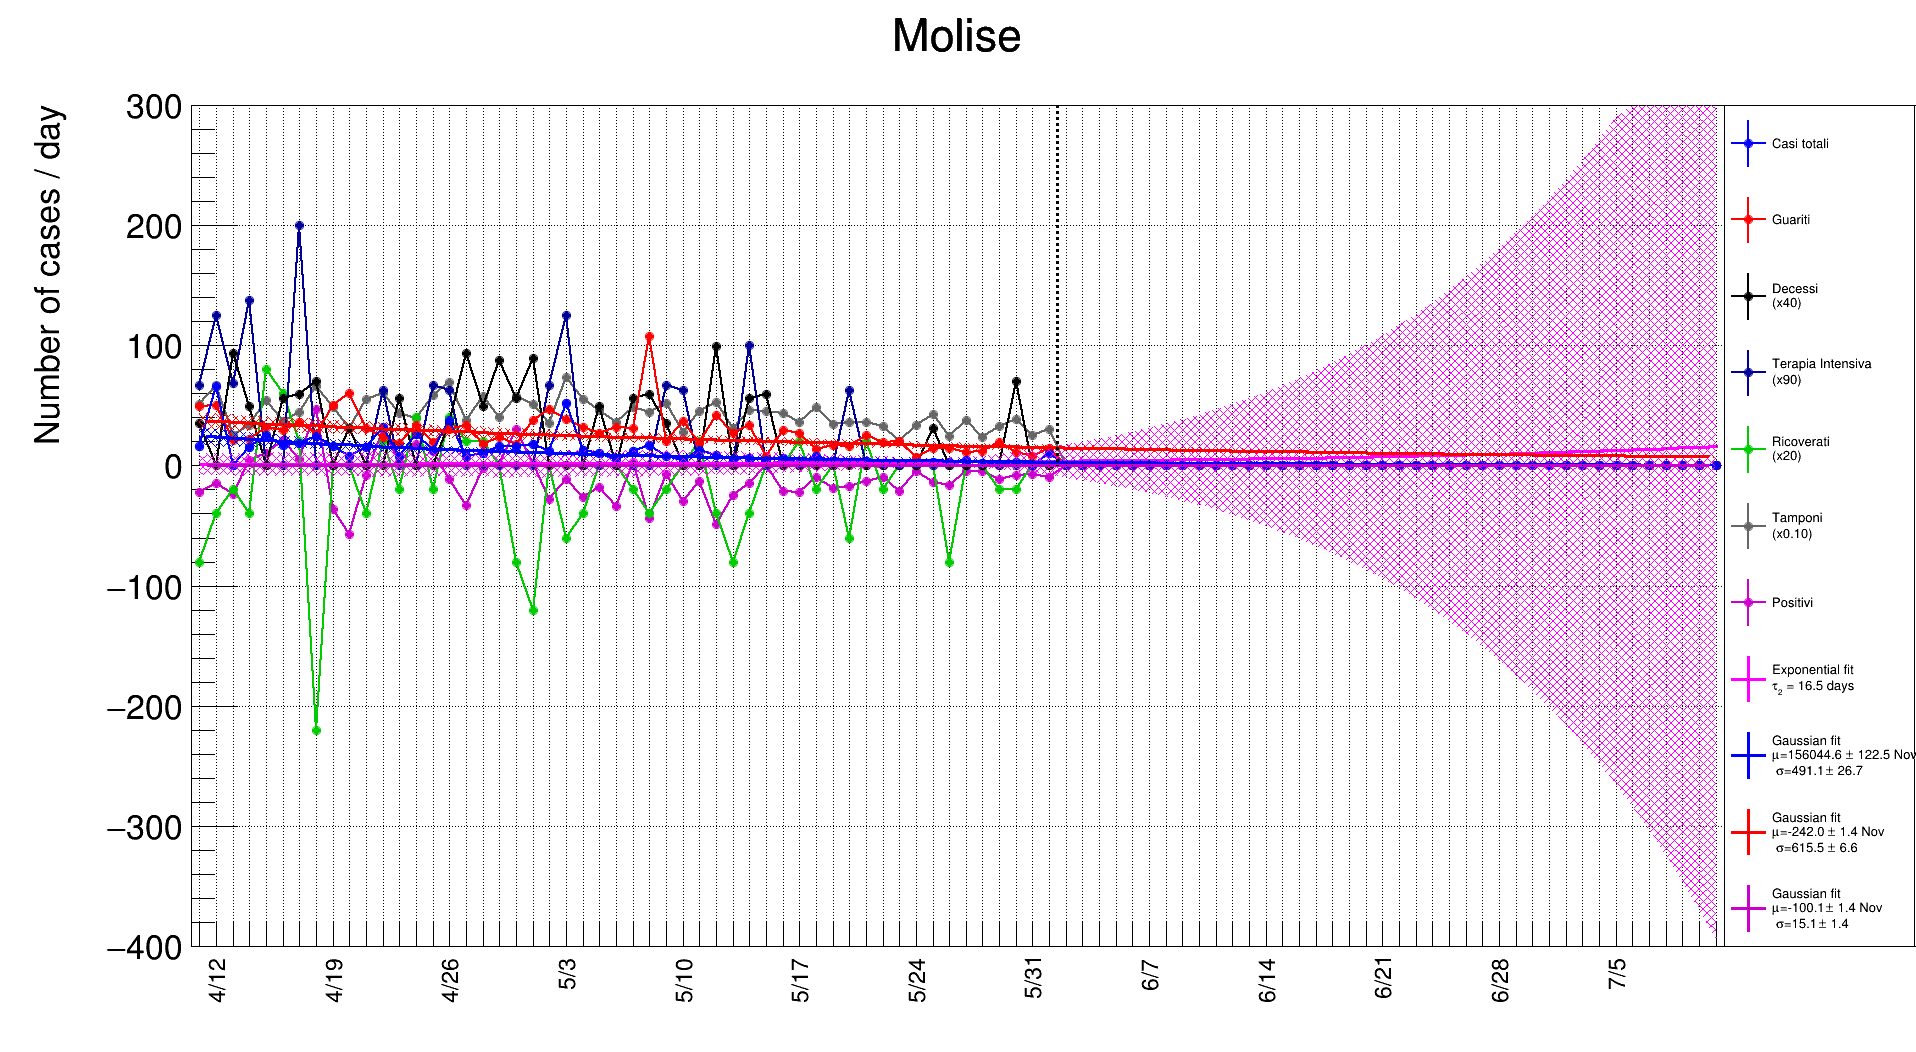 Molise
Number of cases / day
300
200
100
0
−100
−200
−300
−400
4/12
4/19
4/26
5/3
5/10
5/17
5/24
5/31
6/7
6/14
6/21
6/28
7/5
Casi totali
Guariti
Decessi
(x40)
Terapia Intensiva
(x90)
Ricoverati
(x20)
Tamponi
(x0.10)
Positivi
Exponential fit
τ2 = 16.5 days
Gaussian fit
μ=156044.6 ± 122.5 Nov
σ=491.1 ± 26.7
Gaussian fit
μ=-242.0 ± 1.4 Nov
σ=615.5 ± 6.6
Gaussian fit
μ=-100.1 ± 1.4 Nov
σ=15.1 ± 1.4